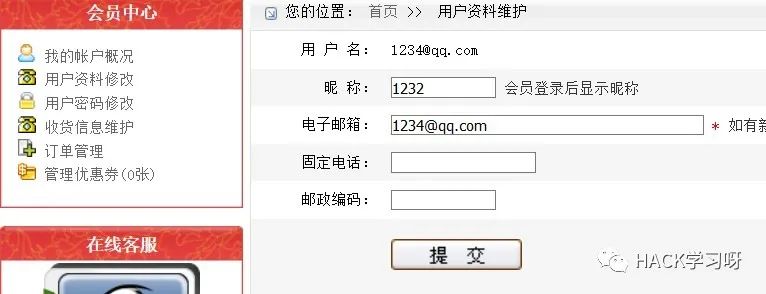 会员中心
我的帐户概况
用户资料修改
用户密码修改
收货信息维护
订单管理
管理优惠券(0张)
在线客服
您的位置: 首页 >> 用户资料维护
用 户 名: 1234@qq.com
昵 称: 1232 会员登录后显示昵称
电子邮箱: 1234@qq.com * 如有新
固定电话:
邮政编码:
提 交
HACK学习呀